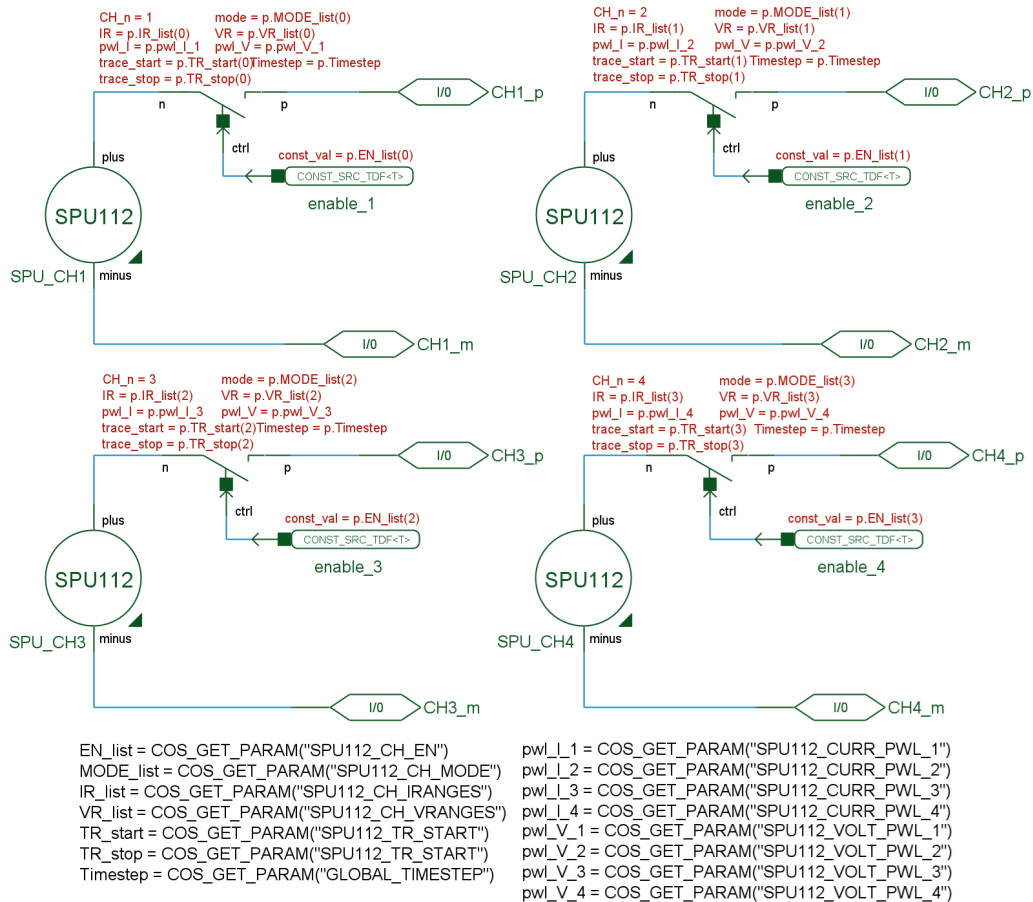 CH_n = 1 mode = p.MODE_list(0)
IR = p.IR_list(0) VR = p.VR_list(0)
pwl_I = p.pwl_I_1 pwl_V = p.pwl_V_1
trace_start = p.TR_start(0) Timestep = p.Timestep
trace_stop = p.TR_stop(0)
I/0 CH1_p
n p
ctrl
plus
const_val = p.EN_list(0)
CONST_SRC_TDF<T>
enable_1
SPU112
SPU_CH1 minus
I/0 CH1_m
CH_n = 2 mode = p.MODE_list(1)
IR = p.IR_list(1) VR = p.VR_list(1)
pwl_I = p.pwl_I_2 pwl_V = p.pwl_V_2
trace_start = p.TR_start(1) Timestep = p.Timestep
trace_stop = p.TR_stop(1)
I/0 CH2_p
n p
ctrl
plus
const_val = p.EN_list(1)
CONST_SRC_TDF<T>
enable_2
SPU112
SPU_CH2 minus
I/0 CH2_m
CH_n = 3 mode = p.MODE_list(2)
IR = p.IR_list(2) VR = p.VR_list(2)
pwl_I = p.pwl_I_3 pwl_V = p.pwl_V_3
trace_start = p.TR_start(2) Timestep = p.Timestep
trace_stop = p.TR_stop(2)
I/0 CH3_p
n p
ctrl
plus
const_val = p.EN_list(2)
CONST_SRC_TDF<T>
enable_3
SPU112
SPU_CH3 minus
I/0 CH3_m
CH_n = 4 mode = p.MODE_list(3)
IR = p.IR_list(3) VR = p.VR_list(3)
pwl_I = p.pwl_I_4 pwl_V = p.pwl_V_4
trace_start = p.TR_start(3) Timestep = p.Timestep
trace_stop = p.TR_stop(3)
I/0 CH4_p
n p
ctrl
plus
const_val = p.EN_list(3)
CONST_SRC_TDF<T>
enable_4
SPU112
SPU_CH4 minus
I/0 CH4_m
EN_list = COS_GET_PARAM("SPU112_CH_EN")
MODE_list = COS_GET_PARAM("SPU112_CH_MODE")
IR_list = COS_GET_PARAM("SPU112_CH_IRANGES")
VR_list = COS_GET_PARAM("SPU112_CH_VRANGES")
TR_start = COS_GET_PARAM("SPU112_TR_START")
TR_stop = COS_GET_PARAM("SPU112_TR_START")
Timestep = COS_GET_PARAM("GLOBAL_TIMESTEP")
pwl_I_1 = COS_GET_PARAM("SPU112_CURR_PWL_1")
pwl_I_2 = COS_GET_PARAM("SPU112_CURR_PWL_2")
pwl_I_3 = COS_GET_PARAM("SPU112_CURR_PWL_3")
pwl_I_4 = COS_GET_PARAM("SPU112_CURR_PWL_4")
pwl_V_1 = COS_GET_PARAM("SPU112_VOLT_PWL_1")
pwl_V_2 = COS_GET_PARAM("SPU112_VOLT_PWL_2")
pwl_V_3 = COS_GET_PARAM("SPU112_VOLT_PWL_3")
pwl_V_4 = COS_GET_PARAM("SPU112_VOLT_PWL_4")